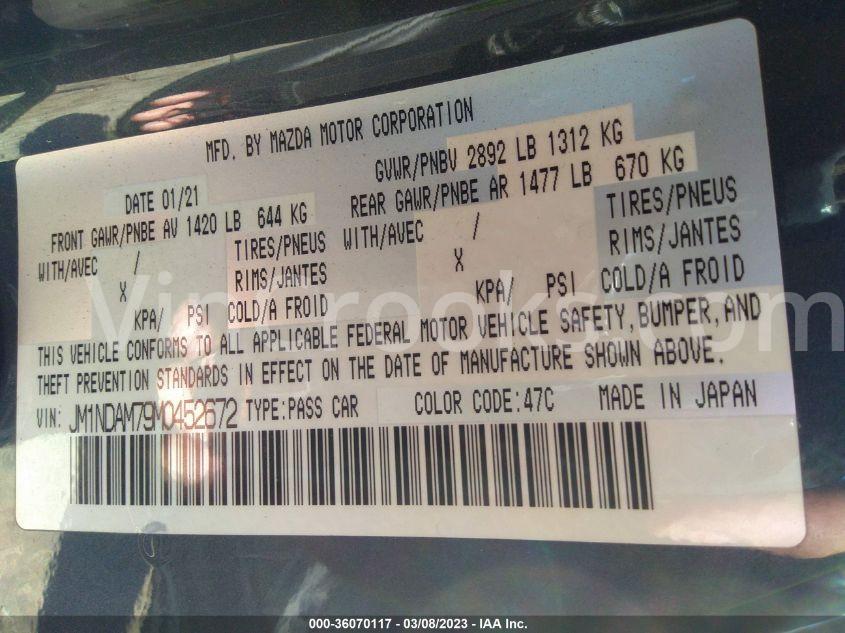 MFD. BY MAZDA MOTOR CORPORATION
DATE 01/21 GVWR/PNBV 2892 LB 1312 KG
FRONT GAWR/PNBE AV 1420 LB 644 KG REAR GAWR/PNBE AR 1477 LB 670 KG
WITH/AVEC / TIRES/PNEUS WITH/AVEC / TIRES/PNEUS
X RIMS/JANTES X RIMS/JANTES
KPA/ PSI COLD/A FROID KPA/ PSI COLD/A FROID
THIS VEHICLE CONFORMS TO ALL APPLICABLE FEDERAL MOTOR VEHICLE SAFETY, BUMPER, AND
THEFT PREVENTION STANDARDS IN EFFECT ON THE DATE OF MANUFACTURE SHOWN ABOVE.
VIN: JM1NDAM79M0452672 TYPE:PASS CAR COLOR CODE:47C MADE IN JAPAN
000-36070117 - 03/08/2023 - IAA Inc.